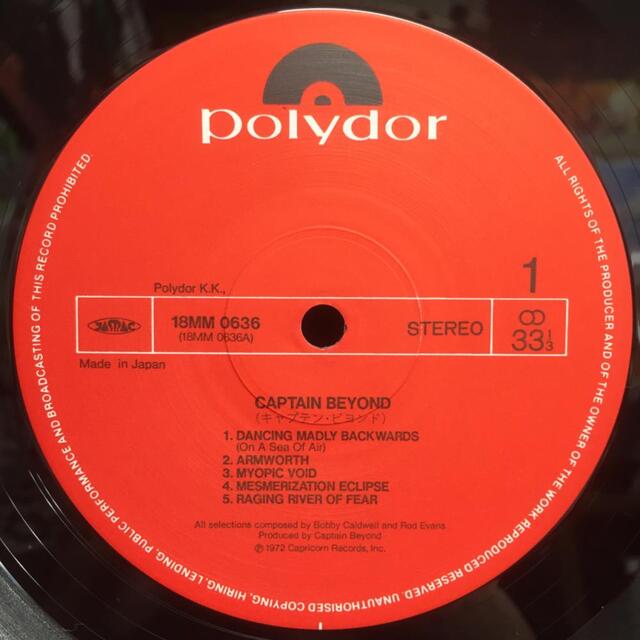 polydor
ALL RIGHTS OF THE PRODUCER AND OF THE OWNER OF THE WORK REPRODUCED RESERVED. UNAUTHORISED COPYING, HIRING, LENDING, PUBLIC PERFORMANCE AND BROADCASTING OF THIS RECORD PROHIBITED.
Polydor K.K.,
1
JASRAC
18MM 0636
(18MM 0636A)
STEREO
33 1/3
Made in Japan
CAPTAIN BEYOND
(キャプテン・ビヨンド)
1. DANCING MADLY BACKWARDS
(On A Sea Of Air)
2. ARMWORTH
3. MYOPIC VOID
4. MESMERIZATION ECLIPSE
5. RAGING RIVER OF FEAR
All selections composed by Bobby Caldwell and Rod Evans
Produced by Captain Beyond
Ⓟ1972 Capricorn Records, Inc.